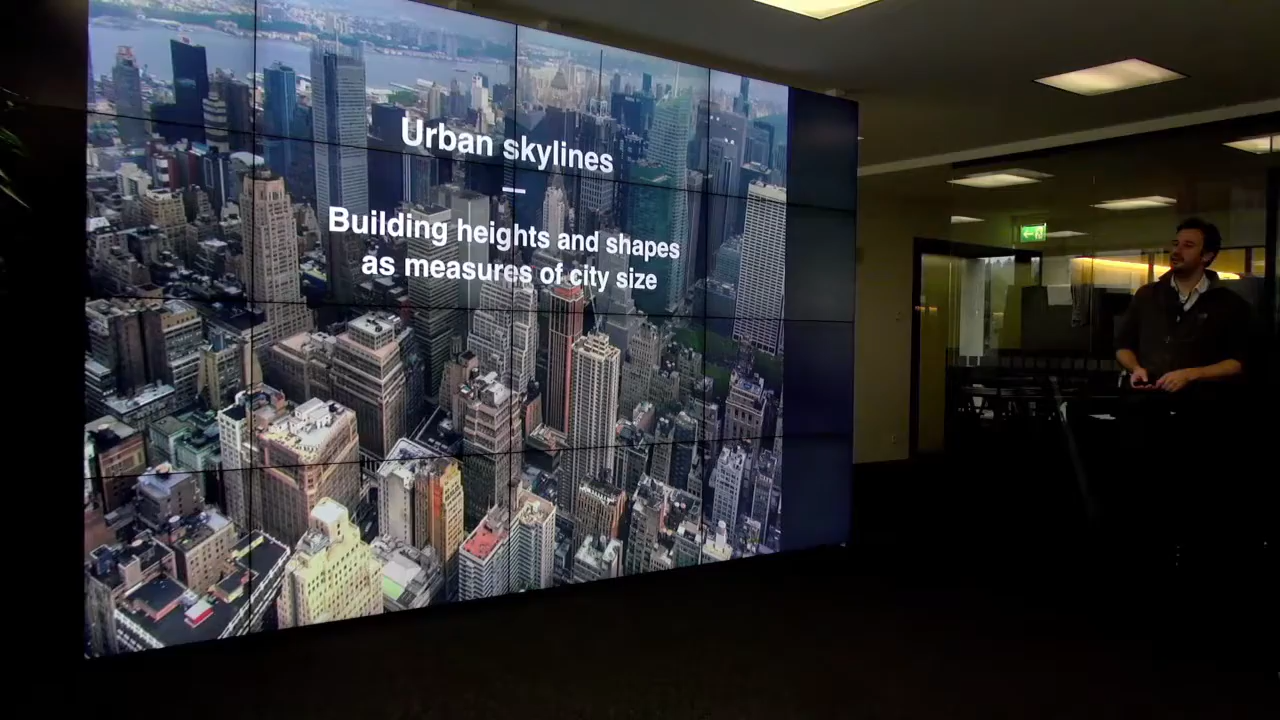 Urban skylines
—
Building heights and shapes
as measures of city size